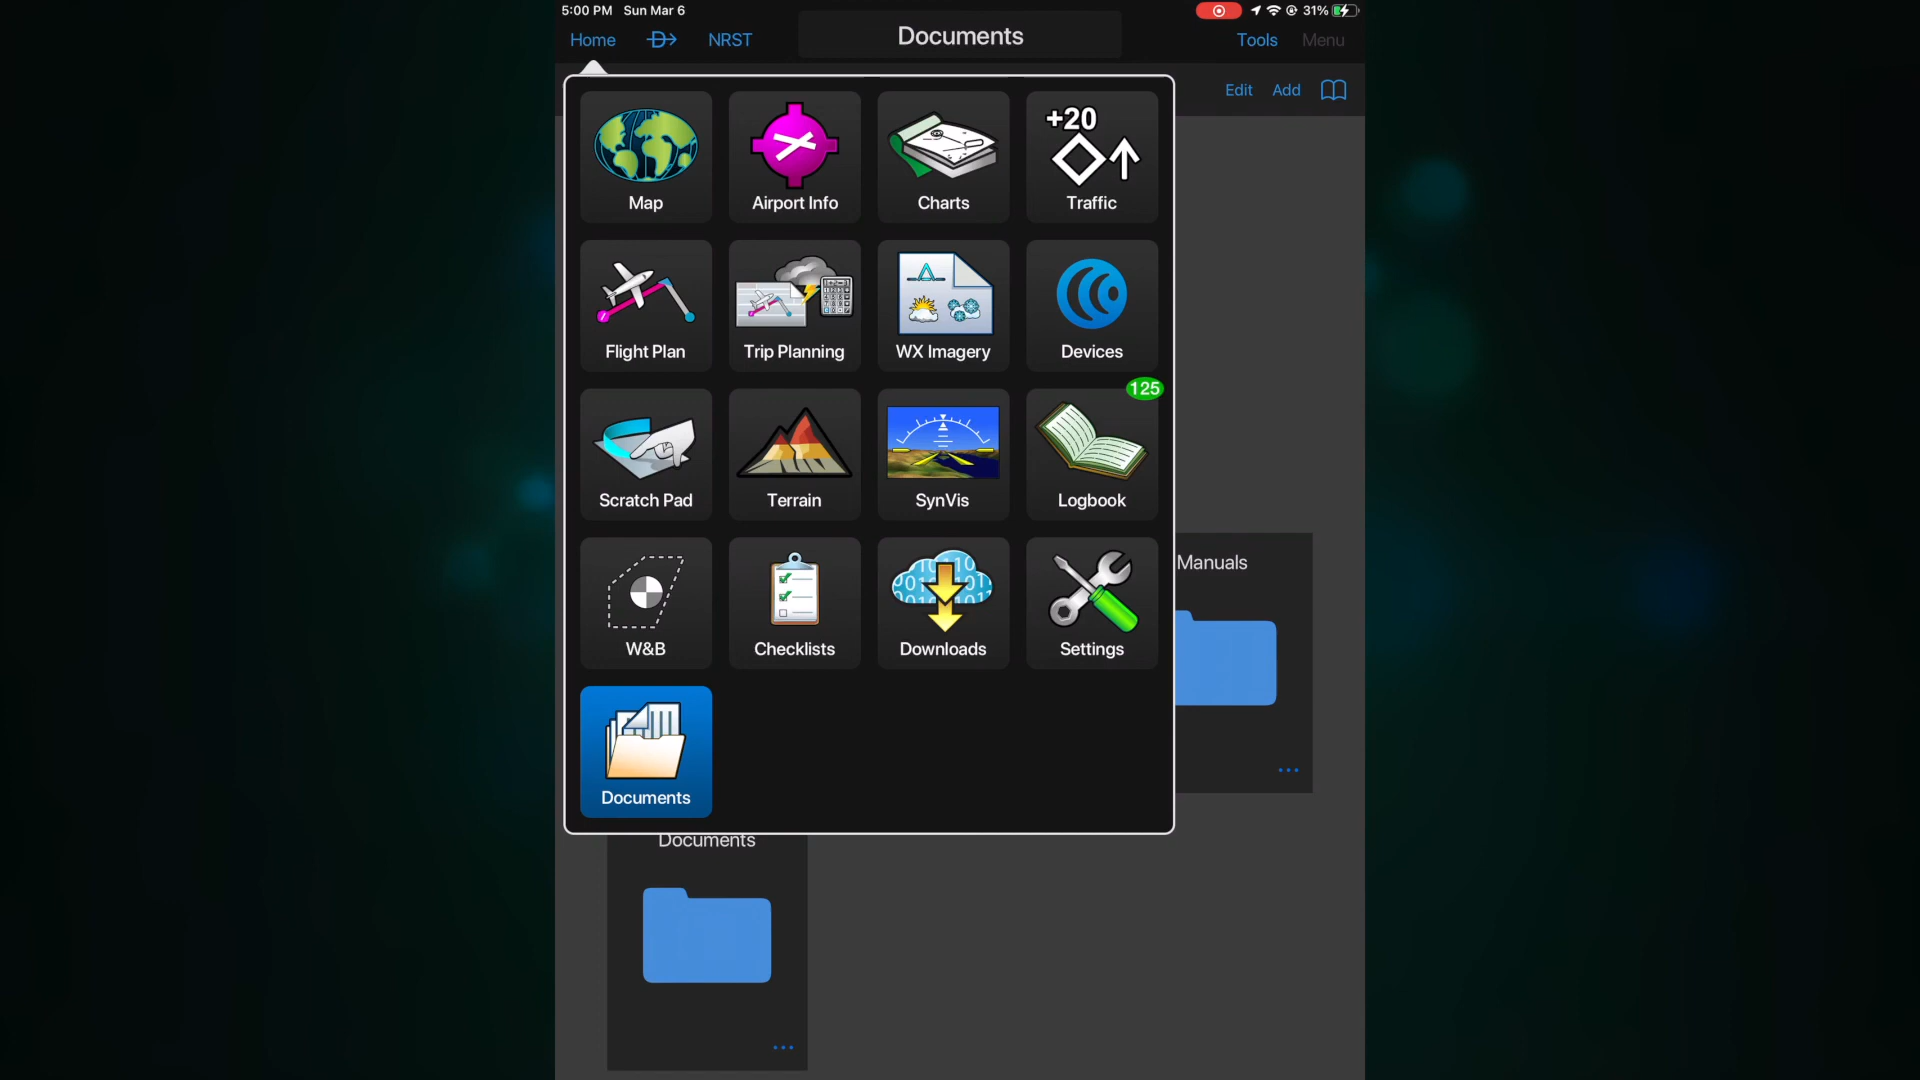 5:00 PM Sun Mar 6
31%
Home
NRST
Documents
Tools
Menu
Edit
Add
Map
Airport Info
Charts
+20
Traffic
Flight Plan
Trip Planning
WX Imagery
Devices
125
Scratch Pad
Terrain
SynVis
Logbook
W&B
Checklists
Downloads
Settings
Manuals
Documents
Documents